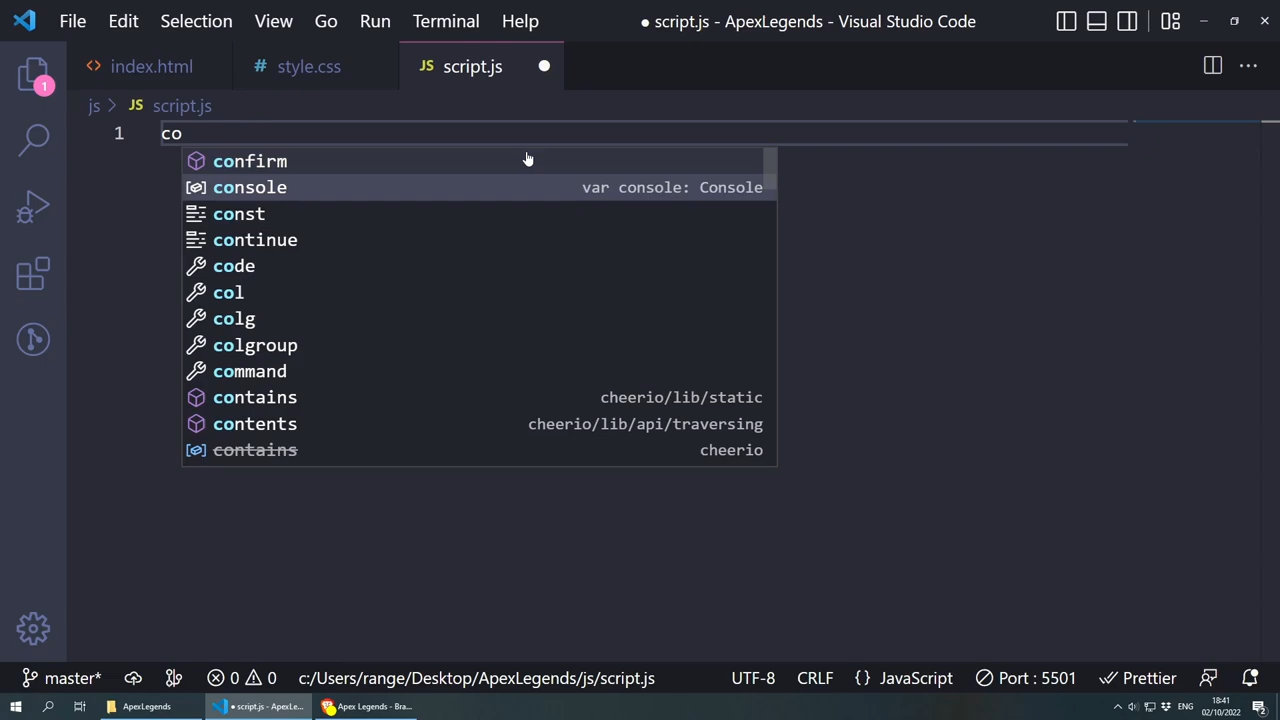 File Edit Selection View Go Run Terminal Help ● script.js - ApexLegends - Visual Studio Code
<> index.html # style.css JS script.js ●
1
js > JS script.js
1 co
confirm
console var console: Console
const
continue
code
col
colg
colgroup
command
contains cheerio/lib/static
contents cheerio/lib/api/traversing
contains cheerio
master* 0 0 c:/Users/range/Desktop/ApexLegends/js/script.js UTF-8 CRLF {} JavaScript Port : 5501 Prettier
ApexLegends ● script.js - ApexLe... Apex Legends - Bra... ENG 18:41
02/10/2022 2